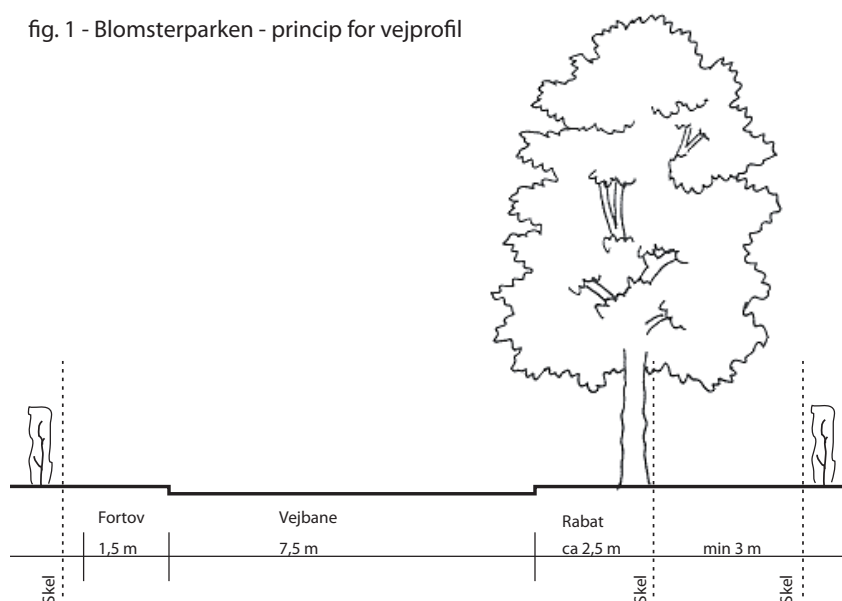 fig. 1 - Blomsterparken - princip for vejprofil
Fortov
Vejbane
Rabat
1,5 m
7,5 m
ca 2,5 m
min 3 m
Skel
Skel
Skel